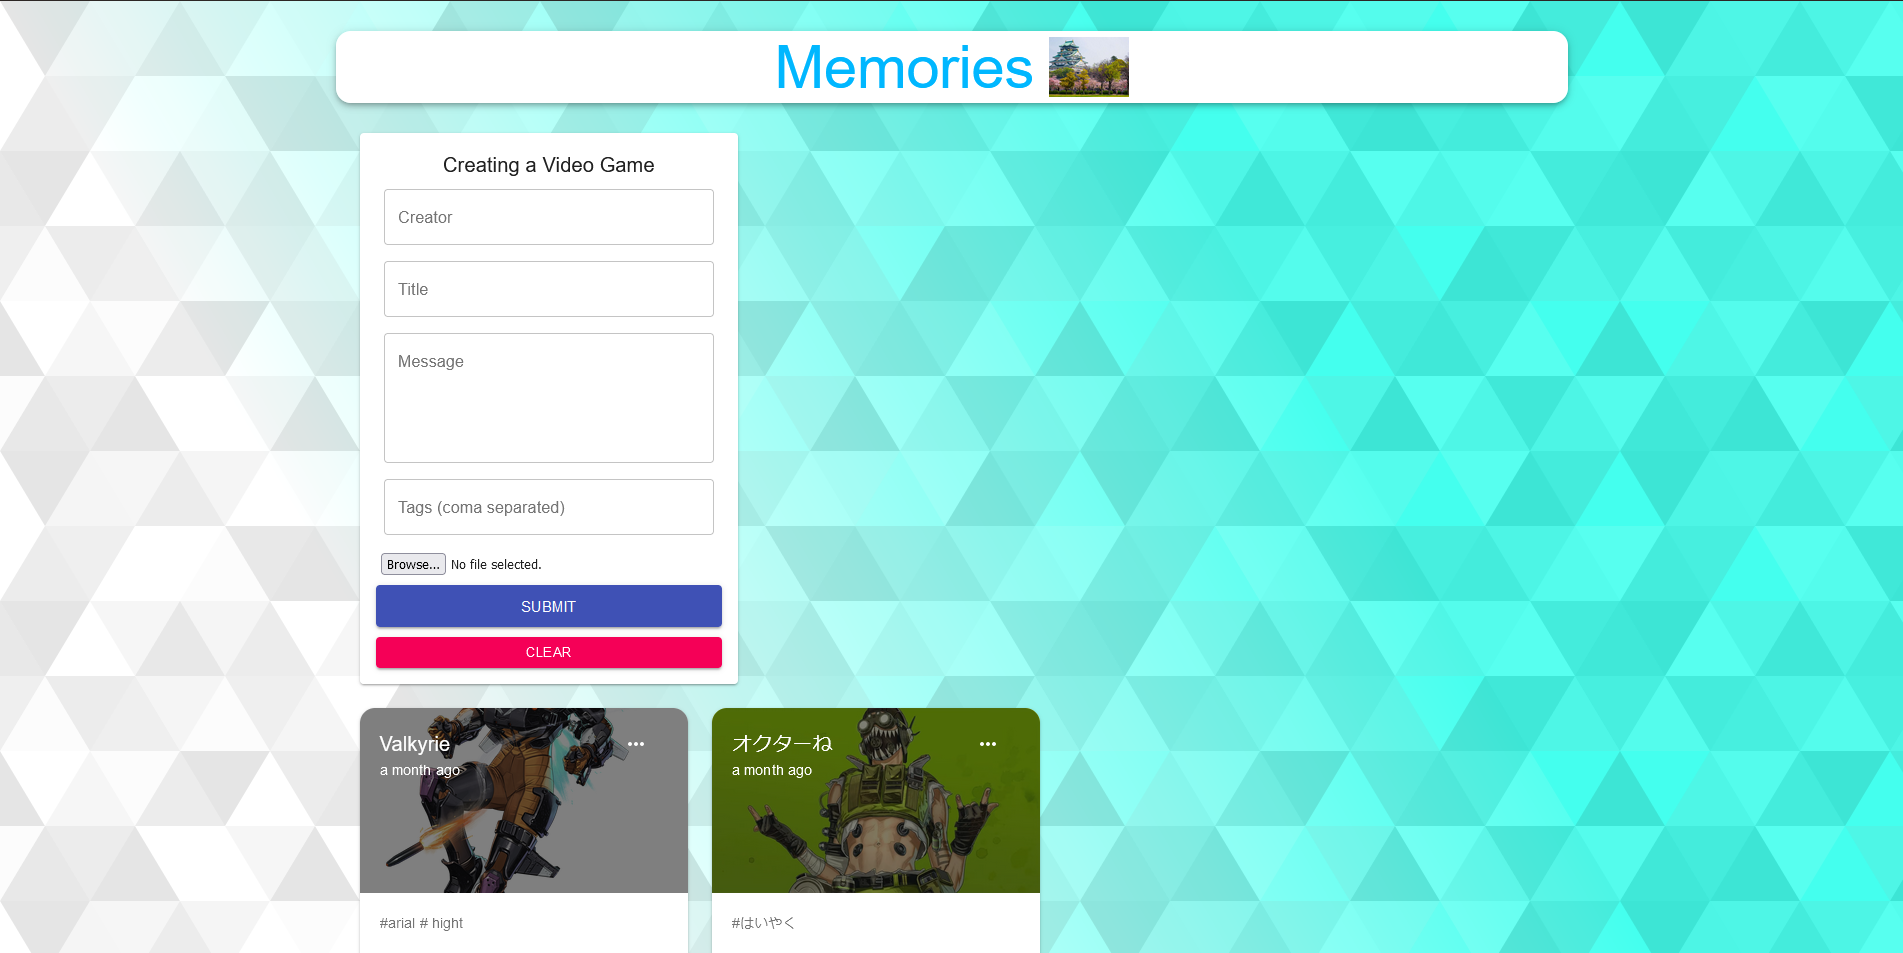 Memories
Creating a Video Game
Creator
Title
Message
Tags (coma separated)
Browse... No file selected.
SUBMIT
CLEAR
Valkyrie
a month ago
#arial # hight
オクターね
a month ago
#はいやく